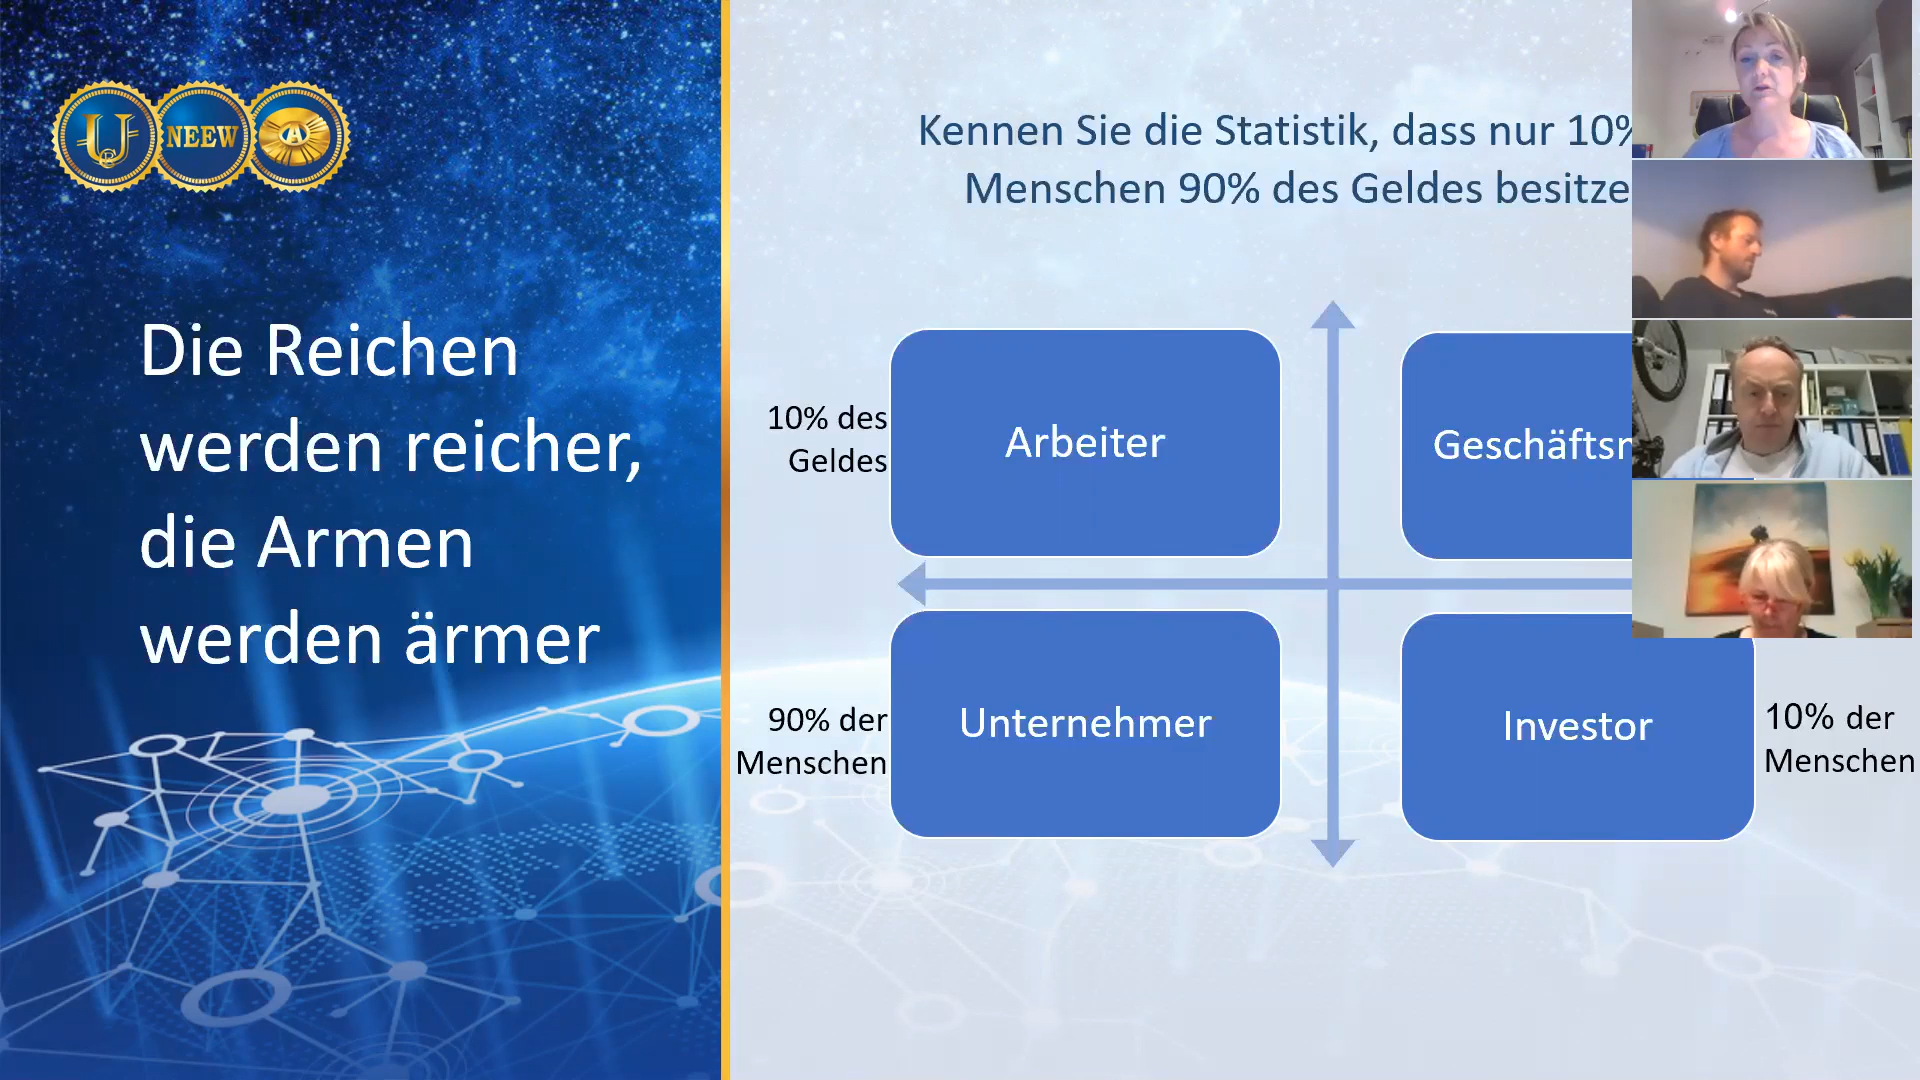 NEEW
A
Die Reichen
werden reicher,
die Armen
werden ärmer
Kennen Sie die Statistik, dass nur 10%
Menschen 90% des Geldes besitze
10% des
Geldes
Arbeiter
Geschäfts
90% der
Menschen
Unternehmer
Investor
10% der
Menschen